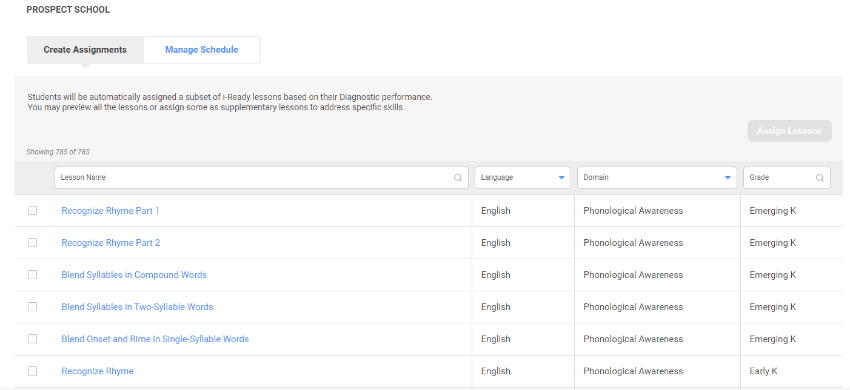 PROSPECT SCHOOL
Create Assignments Manage Schedule
Students will be automatically assigned a subset of i-Ready lessons based on their Diagnostic performance.
You may preview all the lessons or assign some as supplementary lessons to address specific skills.
Assign Lessons
Showing 785 of 785
Lesson Name Language Domain Grade
Recognize Rhyme Part 1 English Phonological Awareness Emerging K
Recognize Rhyme Part 2 English Phonological Awareness Emerging K
Blend Syllables in Compound Words English Phonological Awareness Emerging K
Blend Syllables in Two-Syllable Words English Phonological Awareness Emerging K
Blend Onset and Rime in Single-Syllable Words English Phonological Awareness Emerging K
Recognize Rhyme English Phonological Awareness Early K